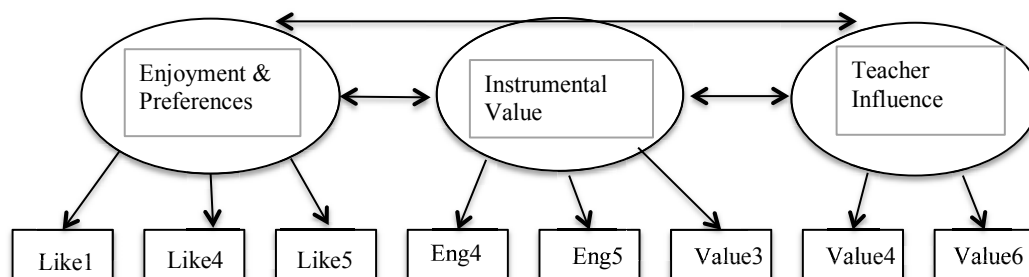 Enjoyment &
Preferences
Instrumental
Value
Teacher
Influence
Like1
Like4
Like5
Eng4
Eng5
Value3
Value4
Value6